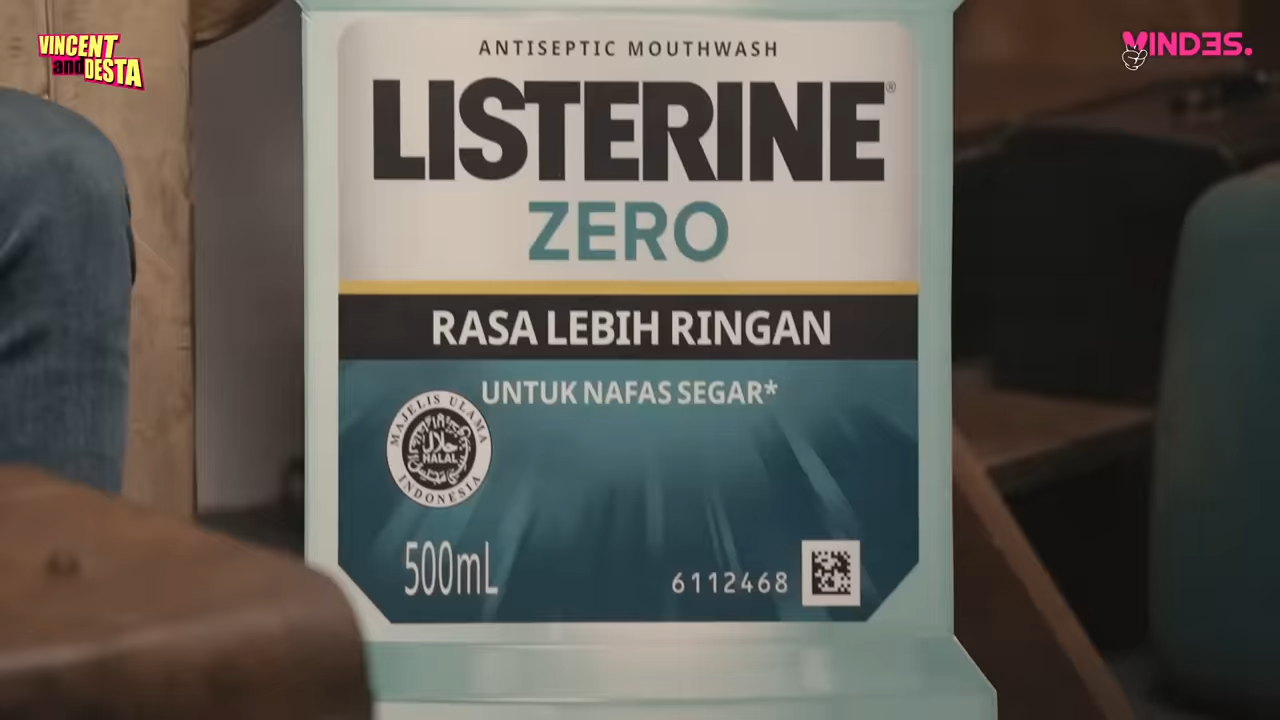 VINCENT
and DESTA
VINDES.
ANTISEPTIC MOUTHWASH
LISTERINE®
ZERO
RASA LEBIH RINGAN
UNTUK NAFAS SEGAR*
MAJELIS ULAMA
حلال
HALAL
INDONESIA
500mL
6112468